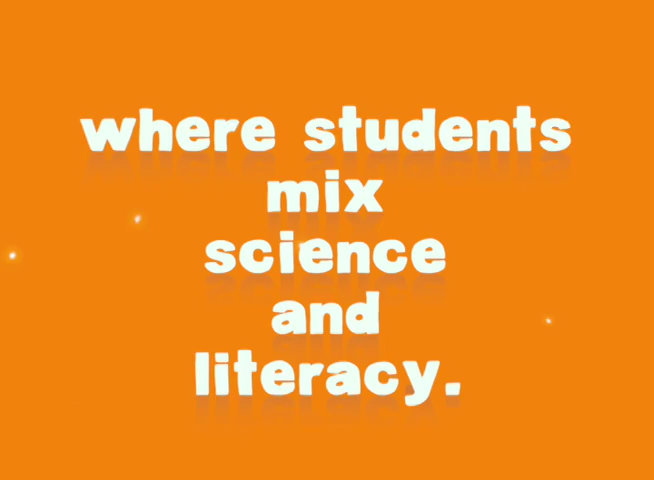 where students
mix
science
and
literacy.